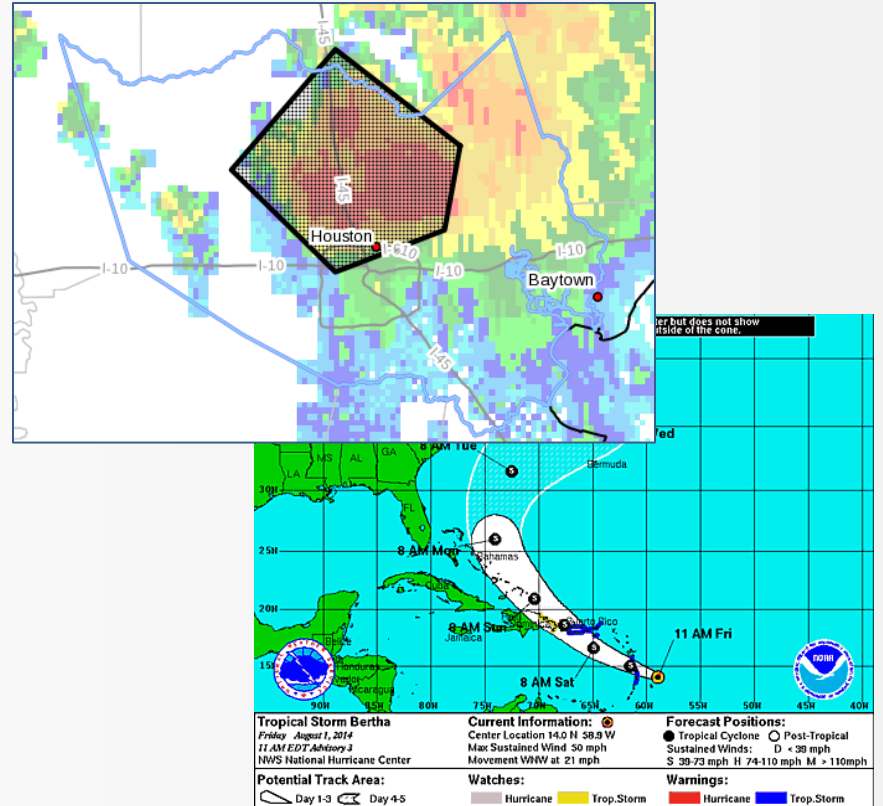 I-45
I-45
Houston
I-610
I-10
I-10
I-10
I-10
Baytown
I-45
ter but does not show
utside of the cone.
8 AM Tue
Wed
Bermuda
MS
AL
GA
LA
FL
30N
25N
20N
15N
8 AM Mon
Bahamas
Cuba
8 AM Sun
Jamaica
Puerto Rico
11 AM Fri
8 AM Sat
Belize
Honduras
Nicaragua
NOAA
90W
85W
80W
75W
70W
65W
60W
55W
50W
45W
40W
Tropical Storm Bertha
Friday August 1, 2014
11 AM EDT Advisory 3
NWS National Hurricane Center
Current Information:
Center Location 14.0 N 58.9 W
Max Sustained Wind 50 mph
Movement WNW at 21 mph
Forecast Positions:
Tropical Cyclone Post-Tropical
Sustained Winds: D < 39 mph
S 39-73 mph H 74-110 mph M > 110mph
Potential Track Area:
Day 1-3 Day 4-5
Watches:
Hurricane Trop.Storm
Warnings:
Hurricane Trop.Storm